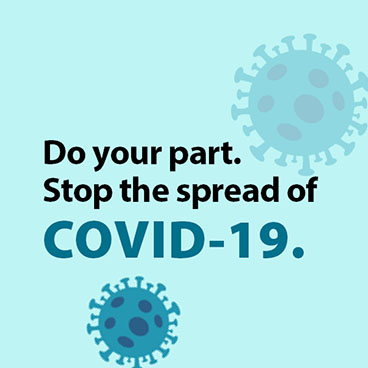 Do your part.
Stop the spread of
COVID-19.